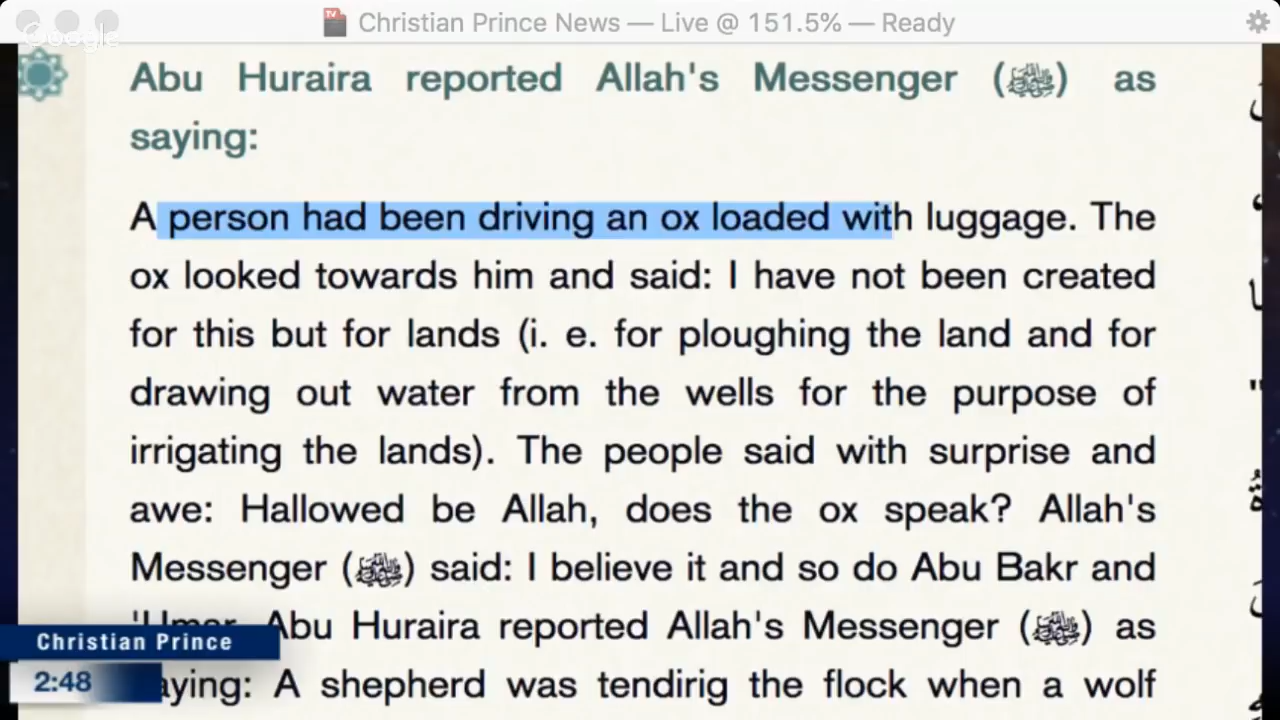 Christian Prince News — Live @ 151.5% — Ready
Google
Abu Huraira reported Allah's Messenger (ﷺ) as
saying:
A person had been driving an ox loaded with luggage. The
ox looked towards him and said: I have not been created
for this but for lands (i. e. for ploughing the land and for
drawing out water from the wells for the purpose of
irrigating the lands). The people said with surprise and
awe: Hallowed be Allah, does the ox speak? Allah's
Messenger (ﷺ) said: I believe it and so do Abu Bakr and
'Umar. Abu Huraira reported Allah's Messenger (ﷺ) as
saying: A shepherd was tendirig the flock when a wolf
Christian Prince
2:48